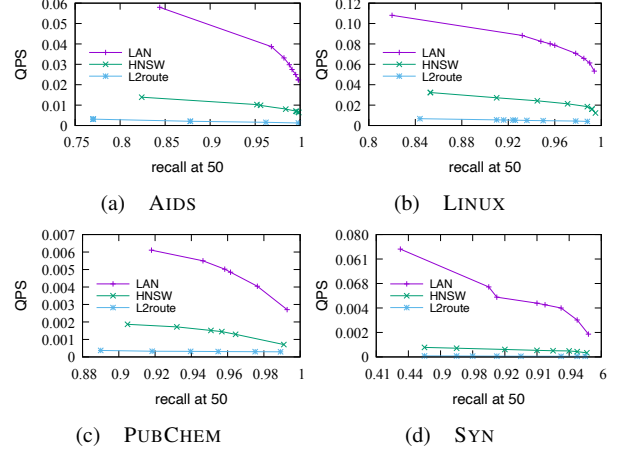 0.06
0.05
0.04
0.03
0.02
0.01
0
QPS
LAN
HNSW
L2route
0.75 0.8 0.85 0.9 0.95 1
recall at 50
(a) AIDS
0.12
0.10
0.08
0.06
0.04
0.02
0
QPS
LAN
HNSW
L2route
0.8 0.84 0.88 0.92 0.96 1
recall at 50
(b) LINUX
0.007
0.006
0.005
0.004
0.003
0.002
0.001
0
QPS
LAN
HNSW
L2route
0.88 0.9 0.92 0.94 0.96 0.98 1
recall at 50
(c) PUBCHEM
0.080
0.068
0.004
0.002
0
QPS
LAN
HNSW
L2route
0.41 0.44 0.9 0.98 0.92 0.91 0.94 6
recall at 50
(d) SYN